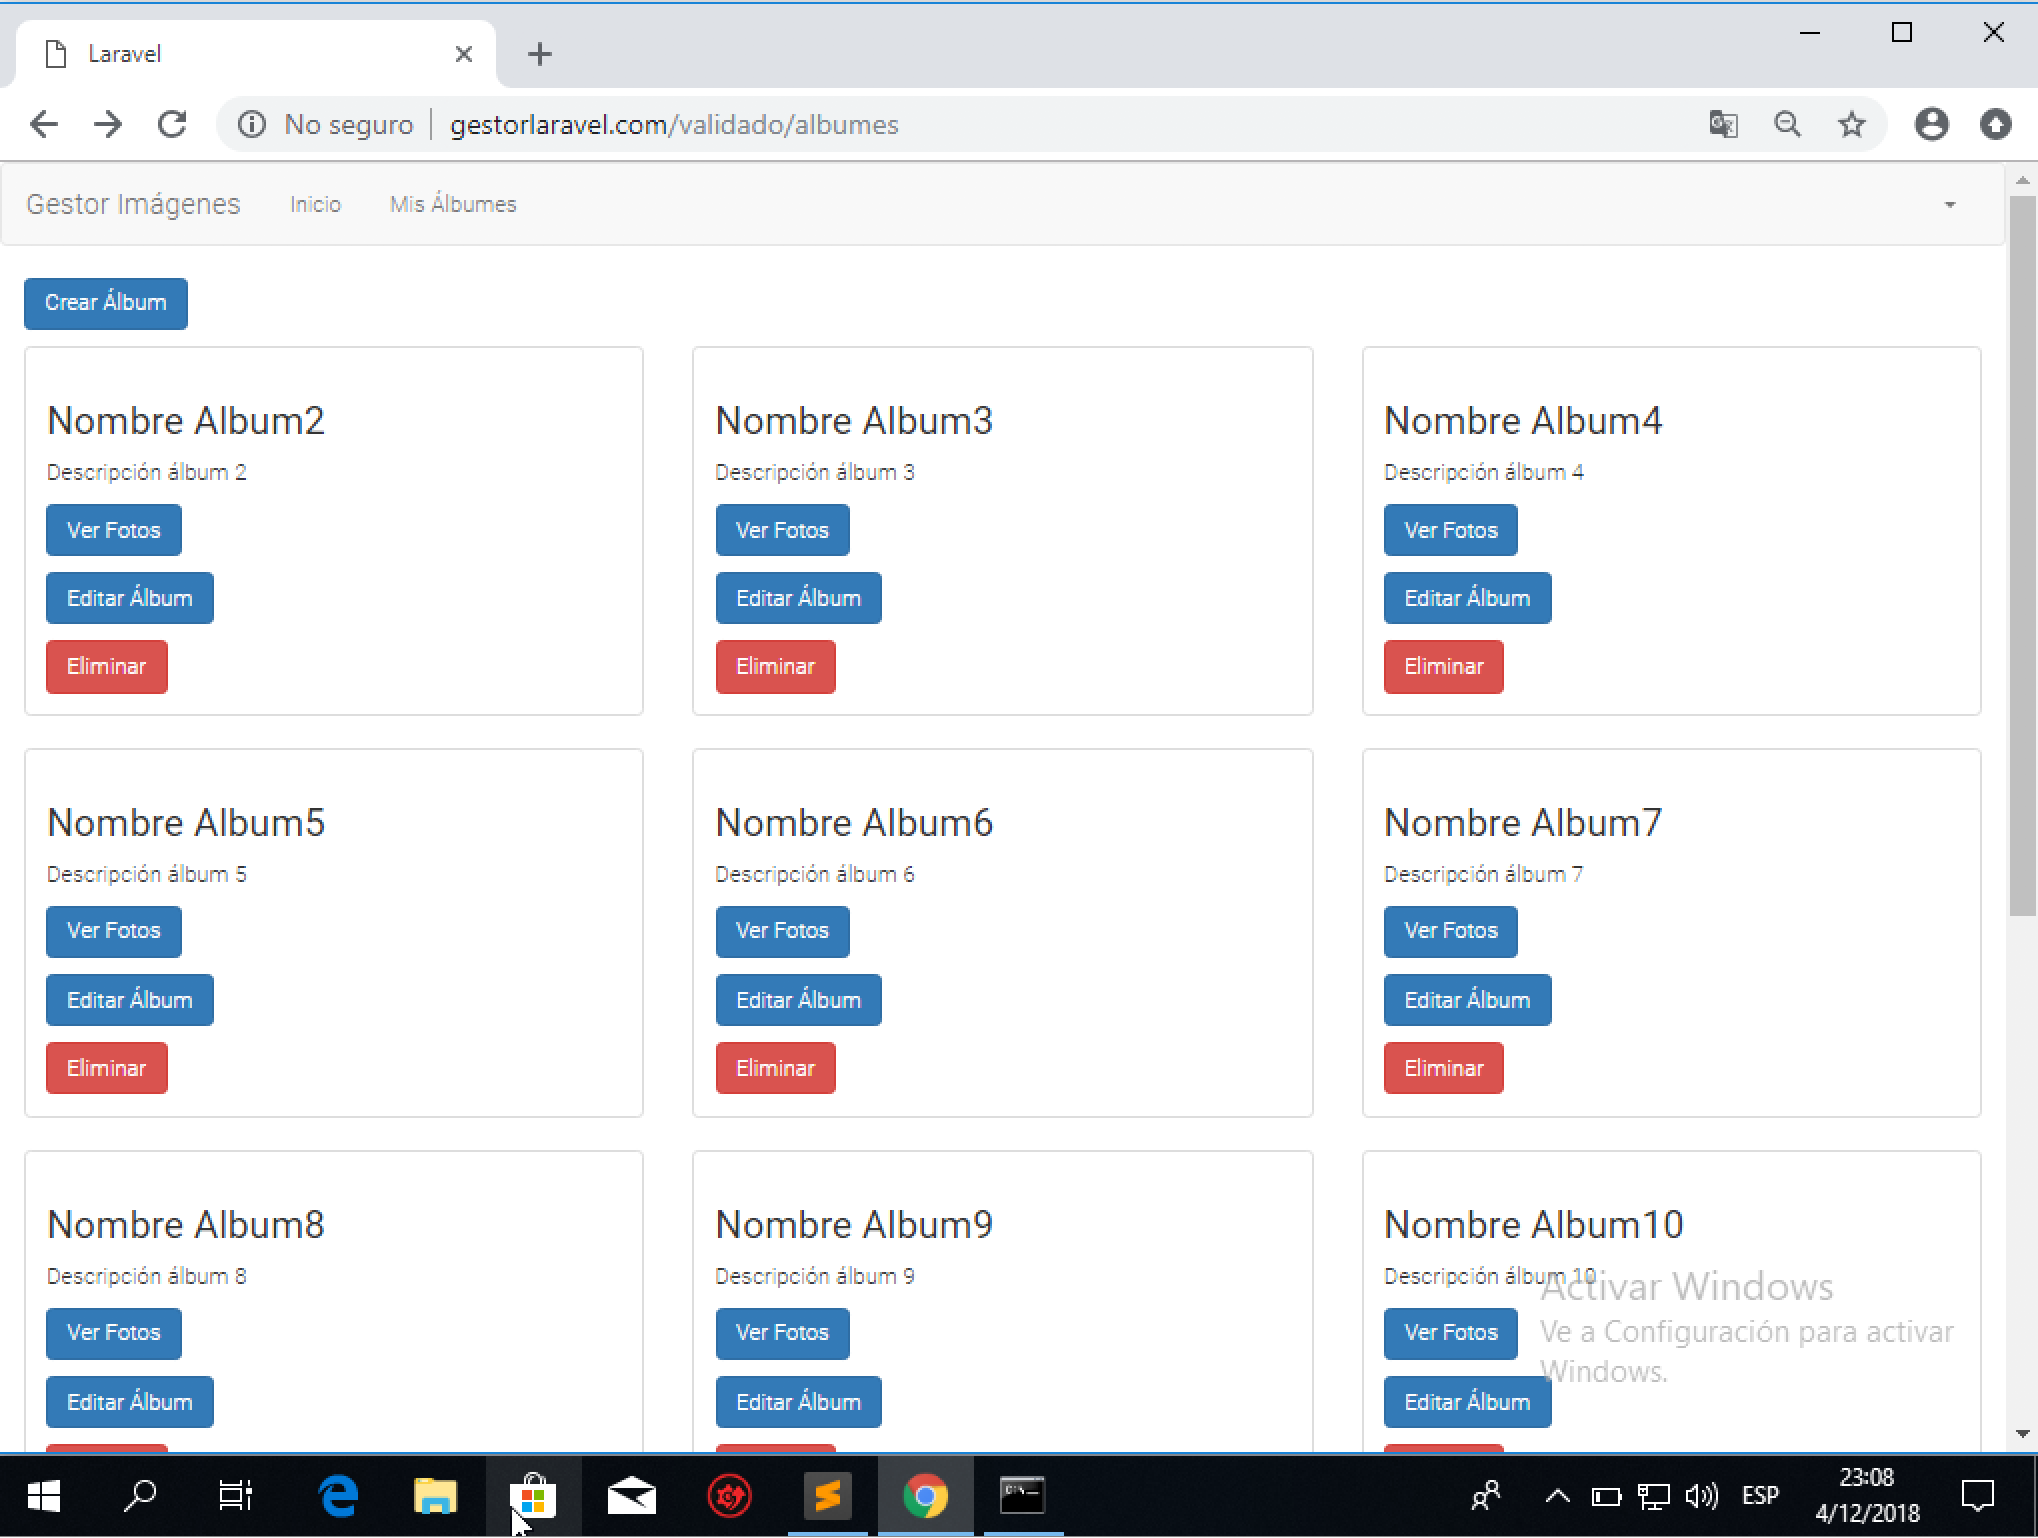 Laravel
No seguro
gestorlaravel.com/validado/albumes
Gestor Imágenes Inicio Mis Álbumes
Crear Álbum
Nombre Album2
Descripción álbum 2
Ver Fotos
Editar Álbum
Eliminar
Nombre Album3
Descripción álbum 3
Ver Fotos
Editar Álbum
Eliminar
Nombre Album4
Descripción álbum 4
Ver Fotos
Editar Álbum
Eliminar
Nombre Album5
Descripción álbum 5
Ver Fotos
Editar Álbum
Eliminar
Nombre Album6
Descripción álbum 6
Ver Fotos
Editar Álbum
Eliminar
Nombre Album7
Descripción álbum 7
Ver Fotos
Editar Álbum
Eliminar
Nombre Album8
Descripción álbum 8
Ver Fotos
Editar Álbum
Nombre Album9
Descripción álbum 9
Ver Fotos
Editar Álbum
Nombre Album10
Descripción álbum 10
Ver Fotos
Editar Álbum
Activar Windows
Ve a Configuración para activar
Windows.
ESP
23:08
4/12/2018